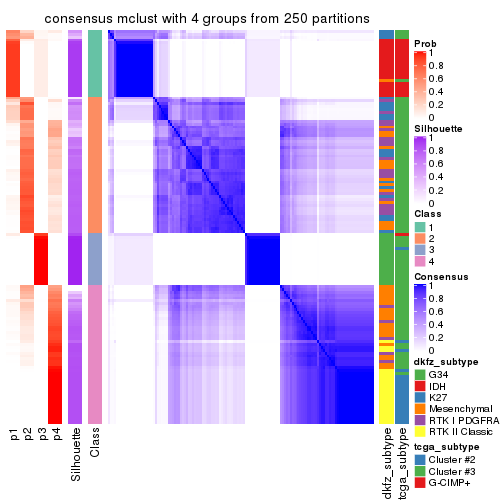 consensus mclust with 4 groups from 250 partitions
Prob
1
0.8
0.6
0.4
0.2
0
Silhouette
1
0.8
0.6
0.4
0.2
0
Class
1
2
3
4
Consensus
1
0.8
0.6
0.4
0.2
0
dkfz_subtype
G34
IDH
K27
Mesenchymal
RTK I PDGFRA
RTK II Classic
tcga_subtype
Cluster #2
Cluster #3
G-CIMP+
p1
p2
p3
p4
Silhouette
Class
dkfz_subtype
tcga_subtype